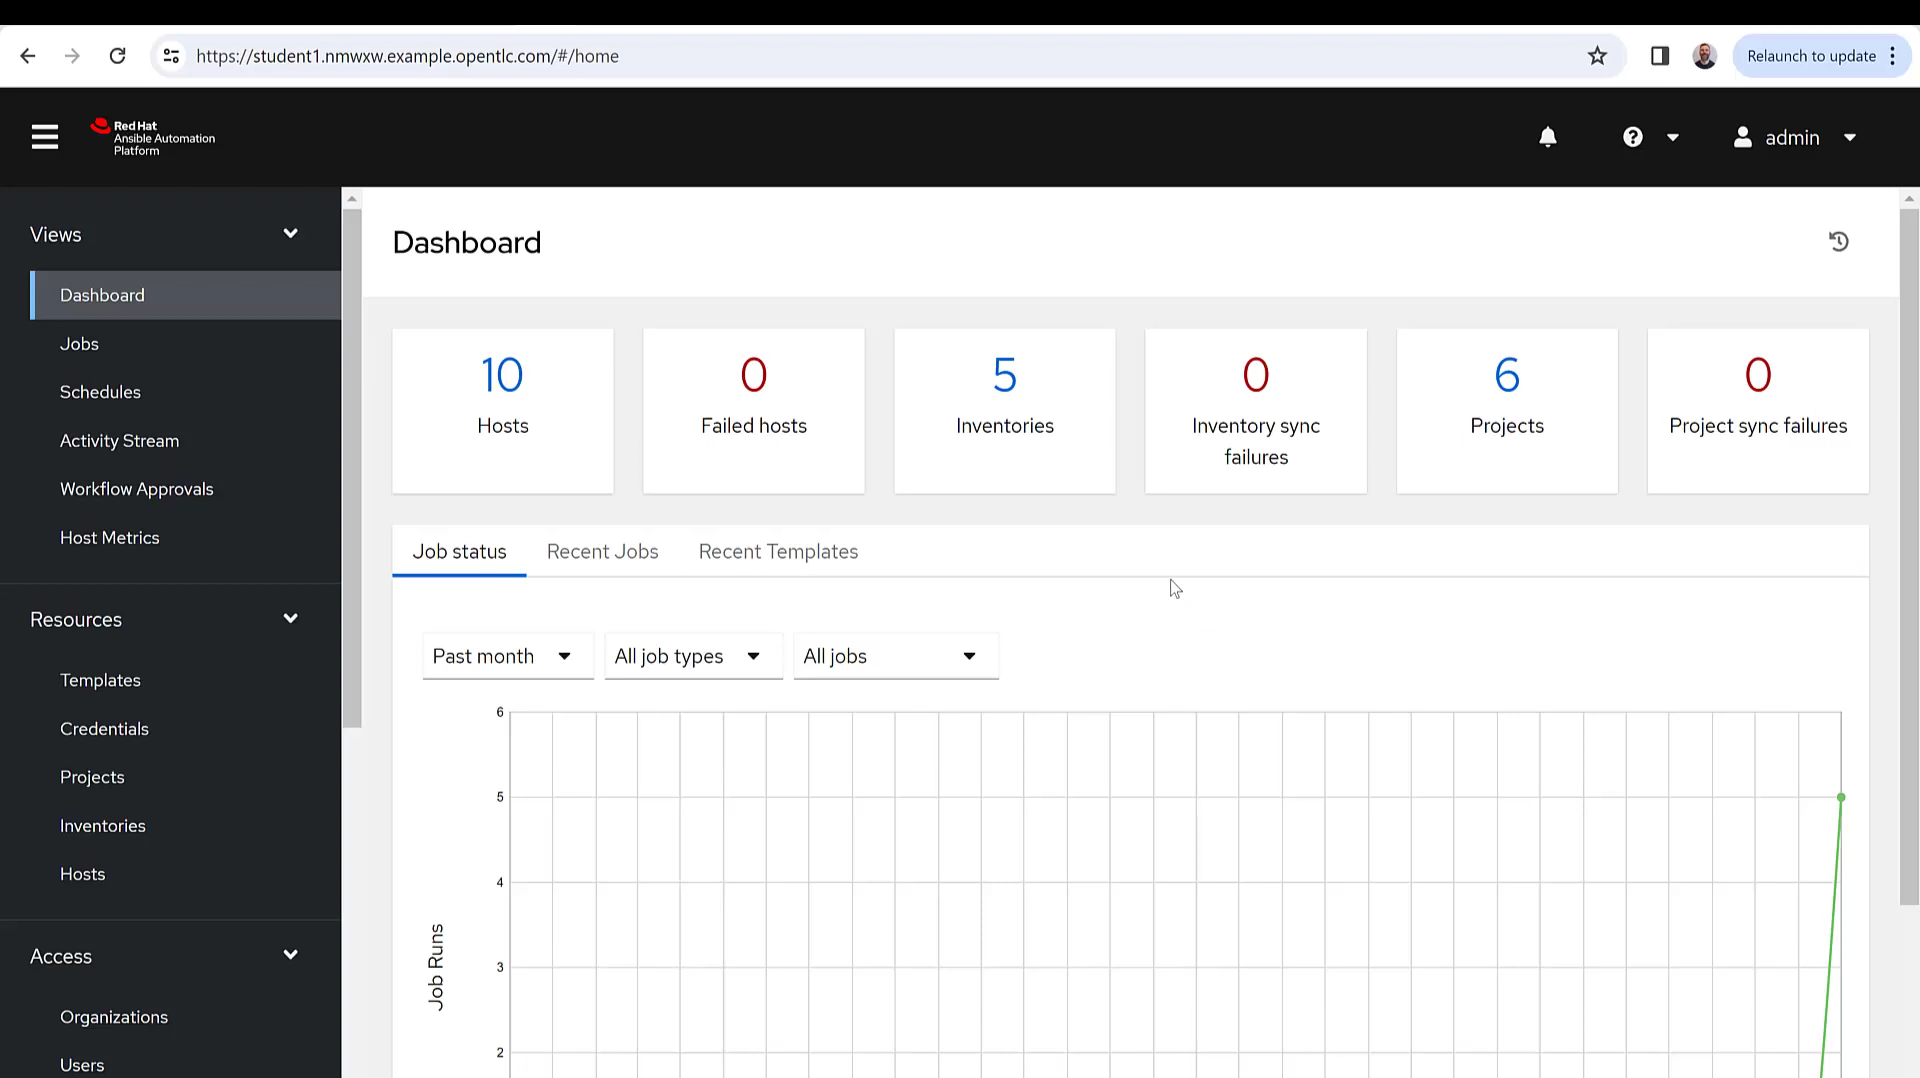 https://student1.nmwxw.example.opentlc.com/#/home
Relaunch to update
Red Hat
Ansible Automation
Platform
admin
Views
Dashboard
Jobs
Schedules
Activity Stream
Workflow Approvals
Host Metrics
Resources
Templates
Credentials
Projects
Inventories
Hosts
Access
Organizations
Users
Dashboard
10
Hosts
0
Failed hosts
5
Inventories
0
Inventory sync
failures
6
Projects
0
Project sync failures
Job status
Recent Jobs
Recent Templates
Past month
All job types
All jobs
6
5
4
3
2
Job Runs